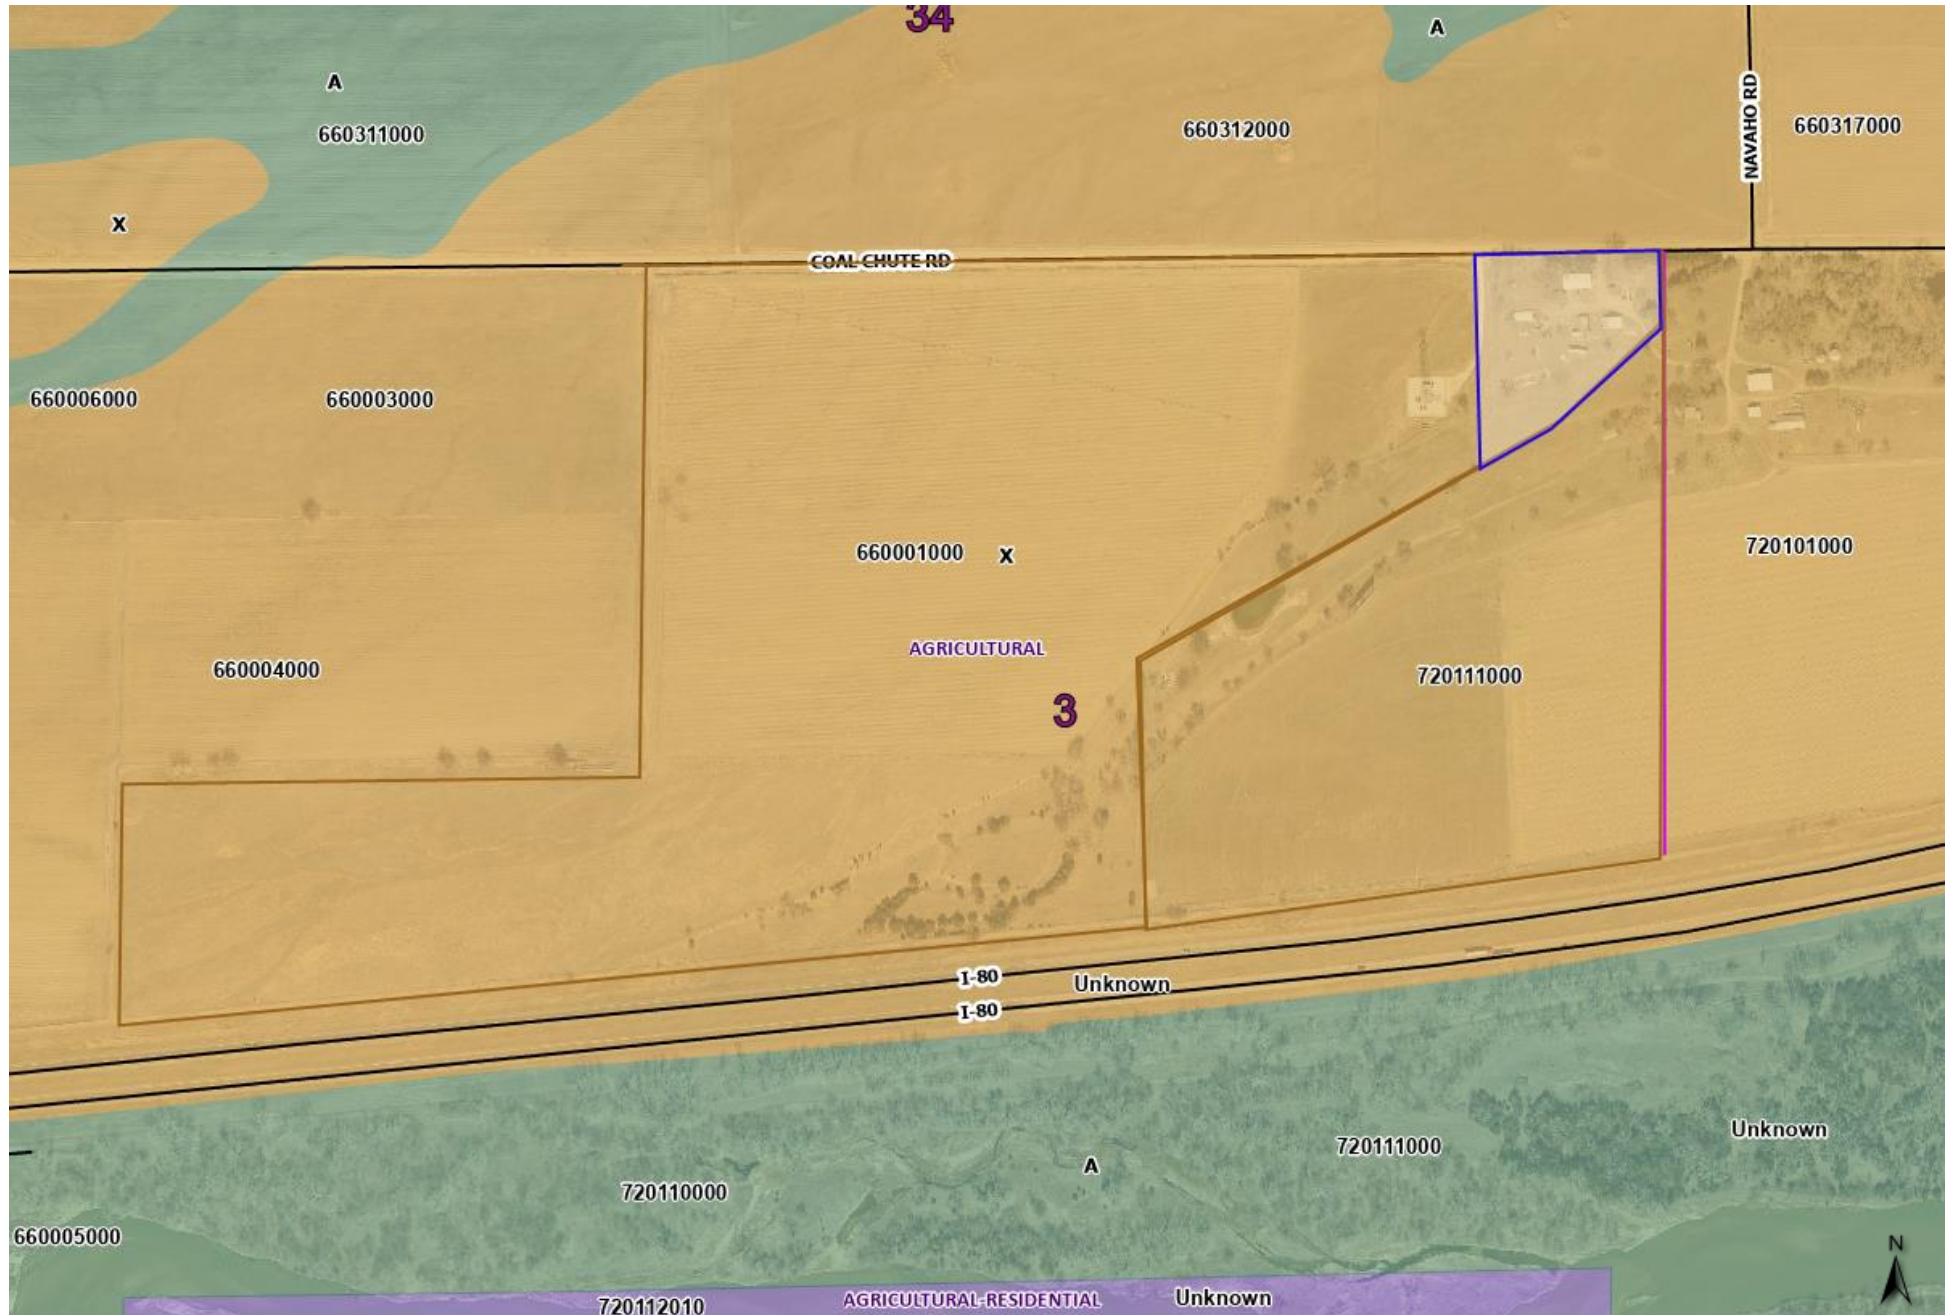 34
A
A
660311000
660312000
NAVAHO RD
660317000
X
COAL CHUTE RD
660006000
660003000
660001000
X
720101000
AGRICULTURAL
660004000
720111000
3
I-80
Unknown
I-80
Unknown
720111000
A
720110000
660005000
N
720112010
AGRICULTURAL-RESIDENTIAL
Unknown